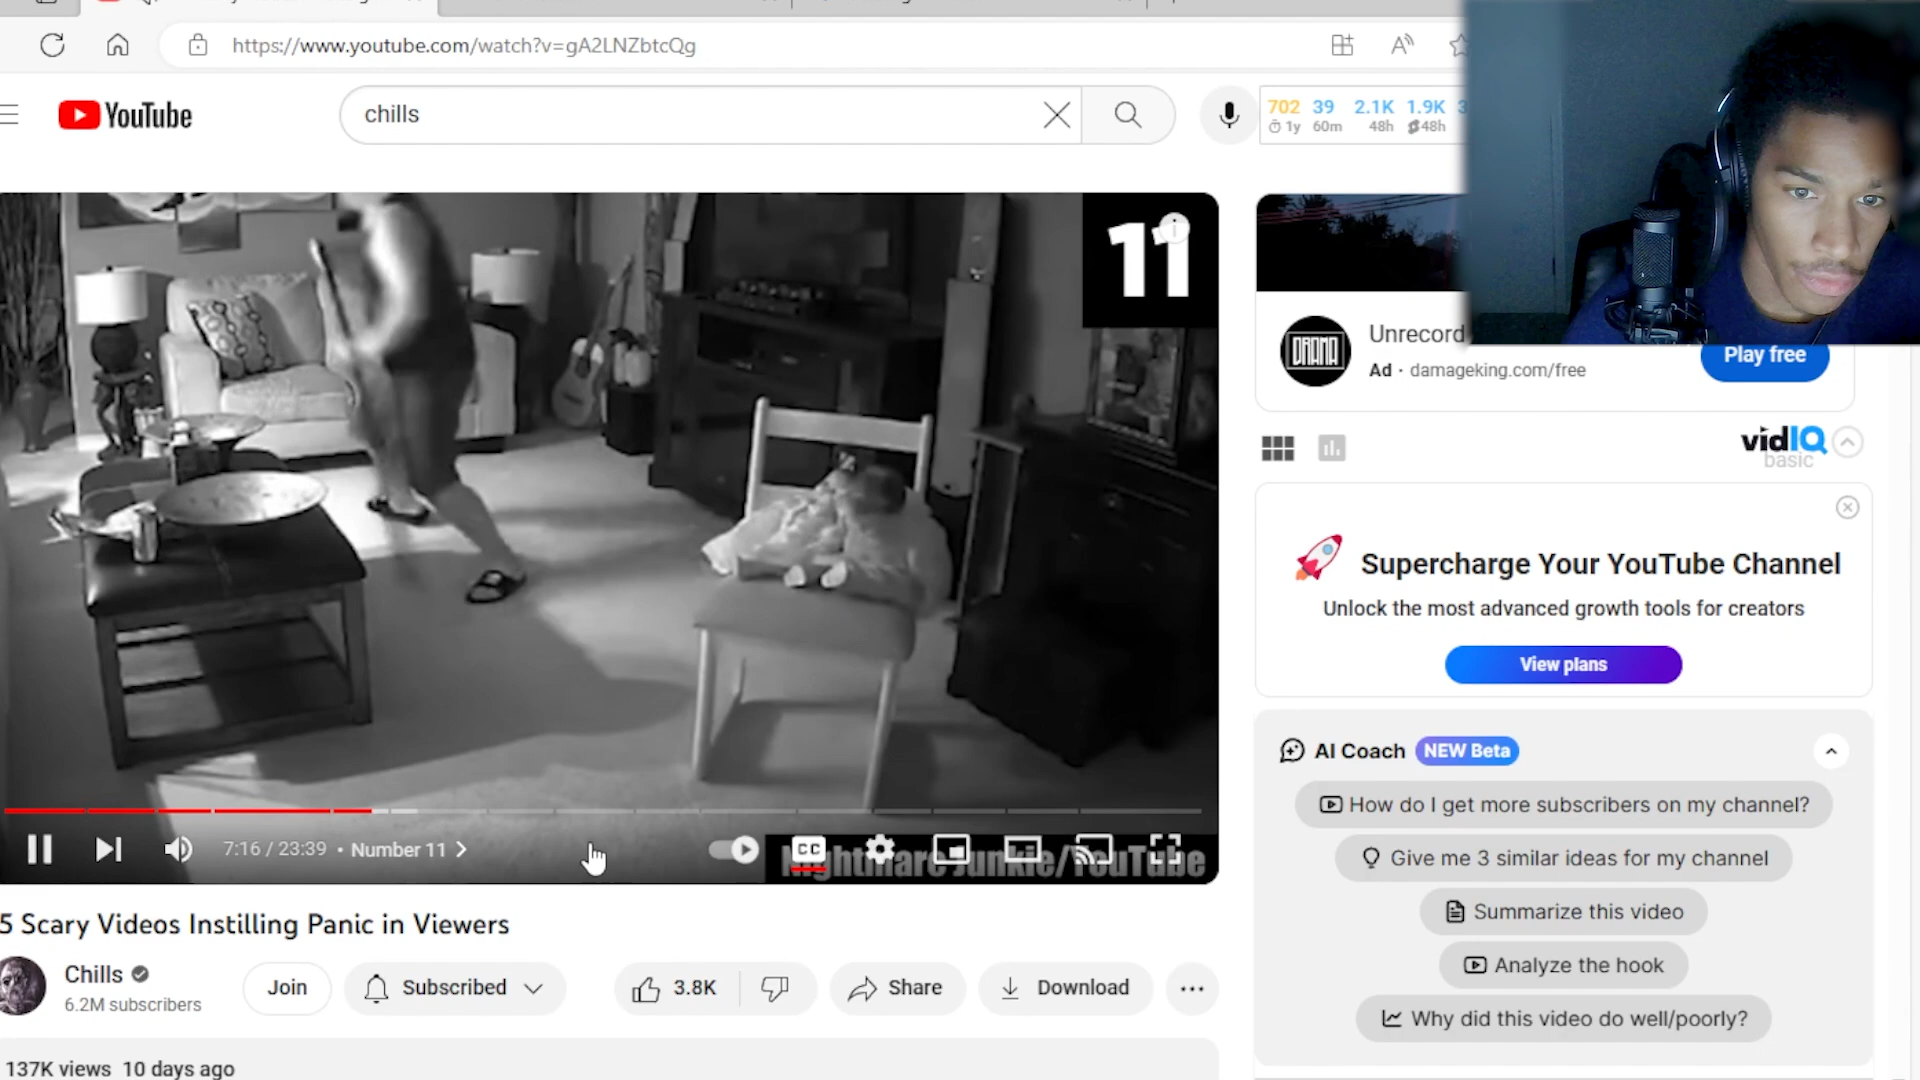 https://www.youtube.com/watch?v=gA2LNZbtcQg
YouTube
chills
702 39 2.1K 1.9K
1y 60m 48h 48h
11
DRAMA
Unrecord
Ad · damageking.com/free
Play free
vidIQ
basic
Supercharge Your YouTube Channel
Unlock the most advanced growth tools for creators
View plans
AI Coach NEW Beta
How do I get more subscribers on my channel?
Give me 3 similar ideas for my channel
Summarize this video
Analyze the hook
Why did this video do well/poorly?
7:16 / 23:39 • Number 11
CC
Nightmare Junkie/YouTube
5 Scary Videos Instilling Panic in Viewers
Chills
6.2M subscribers
Join
Subscribed
3.8K
Share
Download
137K views 10 days ago